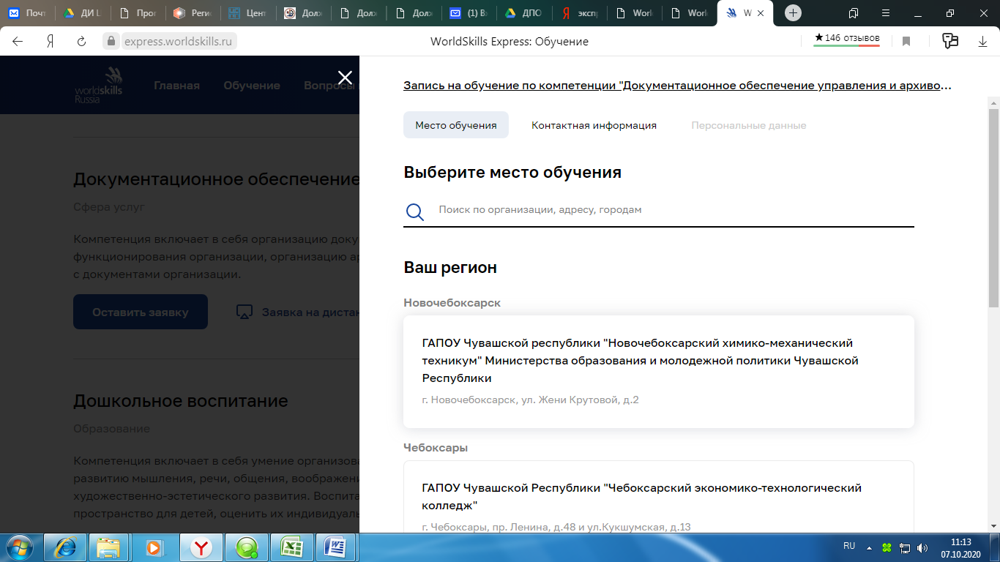 Почт
ДИ Ц
Прог
Реги
Цент
Долж
Долж
Долж
(1) Вх
ДПО
эксп
Worl
Worl
W
express.worldskills.ru
WorldSkills Express: Обучение
★146 отзывов
worldskills
Russia
Главная
Обучение
Вопросы
Запись на обучение по компетенции "Документационное обеспечение управления и архиво...
Место обучения
Контактная информация
Персональные данные
Выберите место обучения
Поиск по организации, адресу, городам
Ваш регион
Новочебоксарск
ГАПОУ Чувашской республики "Новочебоксарский химико-механический
техникум" Министерства образования и молодежной политики Чувашской
Республики
г. Новочебоксарск, ул. Жени Крутовой, д.2
Чебоксары
ГАПОУ Чувашской Республики "Чебоксарский экономико-технологический
колледж"
г. Чебоксары, пр. Ленина, д.48 и ул.Кукшумская, д.13
Документационное обеспечение
Сфера услуг
Компетенция включает в себя организацию доку
функционирования организации, организацию ар
с документами организации.
Оставить заявку
Заявка на дистан
Дошкольное воспитание
Образование
Компетенция включает в себя умение организова
развитию мышления, речи, общения, воображени
художественно-эстетического развития. Воспита
пространство для детей, оценить их индивидуаль
RU
11:13
07.10.2020